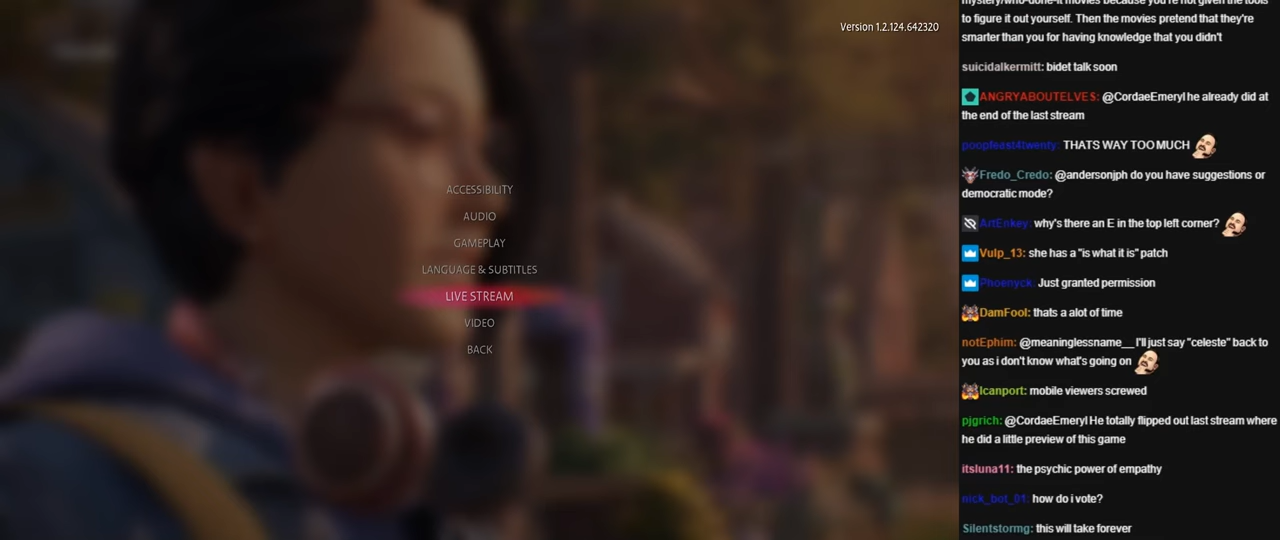 Version 1.2.124.642320
ACCESSIBILITY
AUDIO
GAMEPLAY
LANGUAGE & SUBTITLES
LIVE STREAM
VIDEO
BACK
mystery/who-done-it movies because you're not given the tools
to figure it out yourself. Then the movies pretend that they're
smarter than you for having knowledge that you didn't
suicidalkermitt: bidet talk soon
ANGRYABOUTELVES: @CordaeEmeryl he already did at
the end of the last stream
poopfeast4twenty: THATS WAY TOO MUCH
Fredo_Credo: @andersonjph do you have suggestions or
democratic mode?
ArtEnkey: why's there an E in the top left corner?
Vulp_13: she has a "is what it is" patch
Phoenyck: Just granted permission
DamFool: thats a alot of time
notEphim: @meaninglessname__ I'll just say "celeste" back to
you as i don't know what's going on
Icanport: mobile viewers screwed
pjgrich: @CordaeEmeryl He totally flipped out last stream where
he did a little preview of this game
itsluna11: the psychic power of empathy
nick_bot_01: how do i vote?
Silentstormg: this will take forever